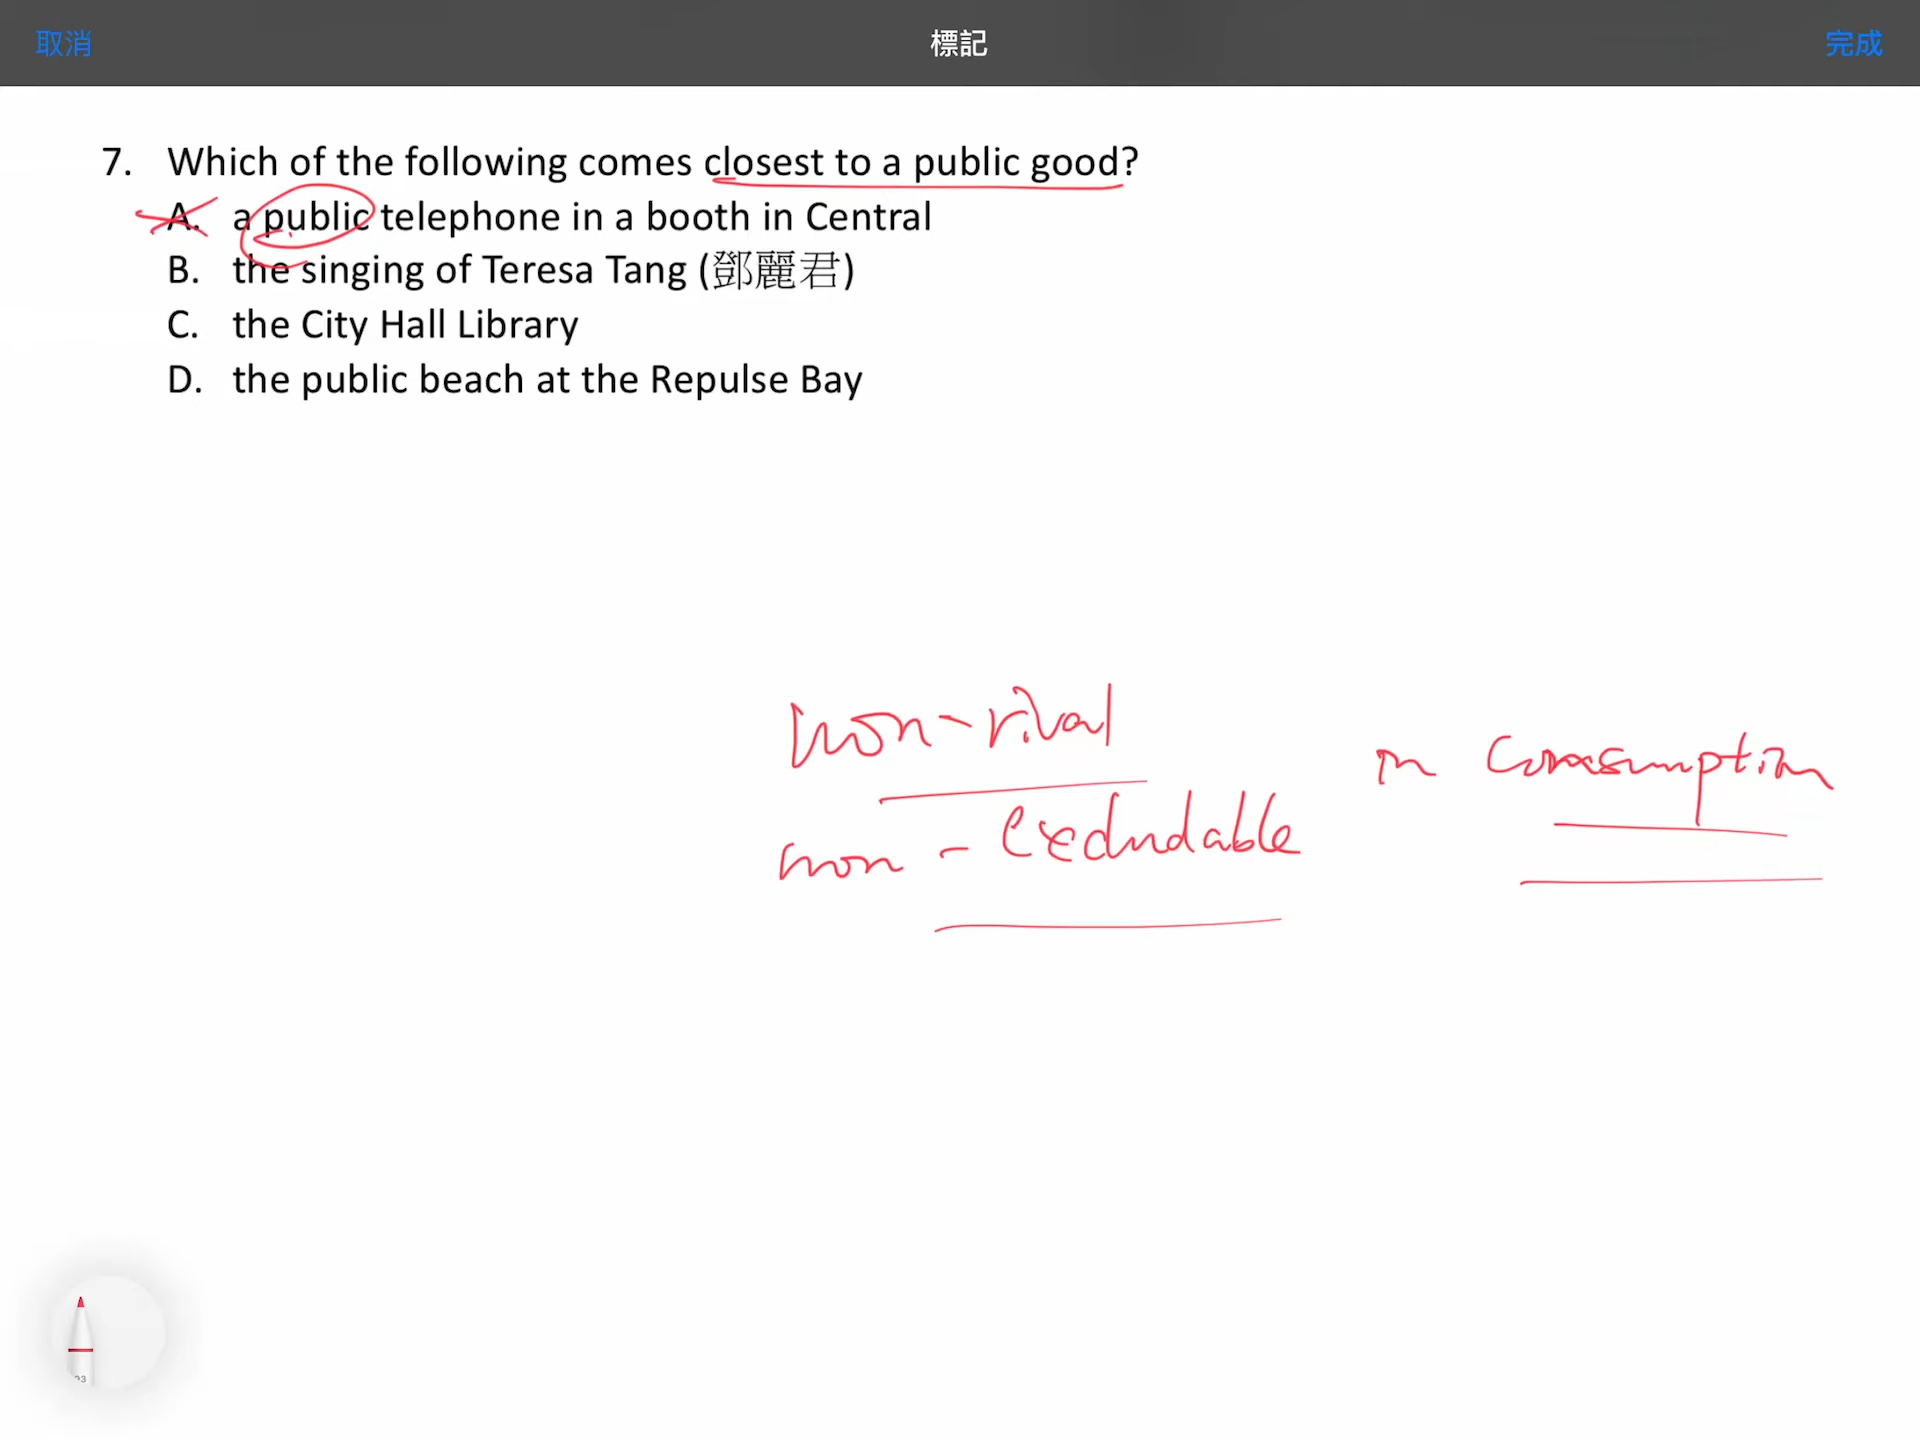 取消 標記 完成
7. Which of the following comes closest to a public good?
A. a public telephone in a booth in Central
B. the singing of Teresa Tang (鄧麗君)
C. the City Hall Library
D. the public beach at the Repulse Bay
non-rival
in consumption
non-excludable
93